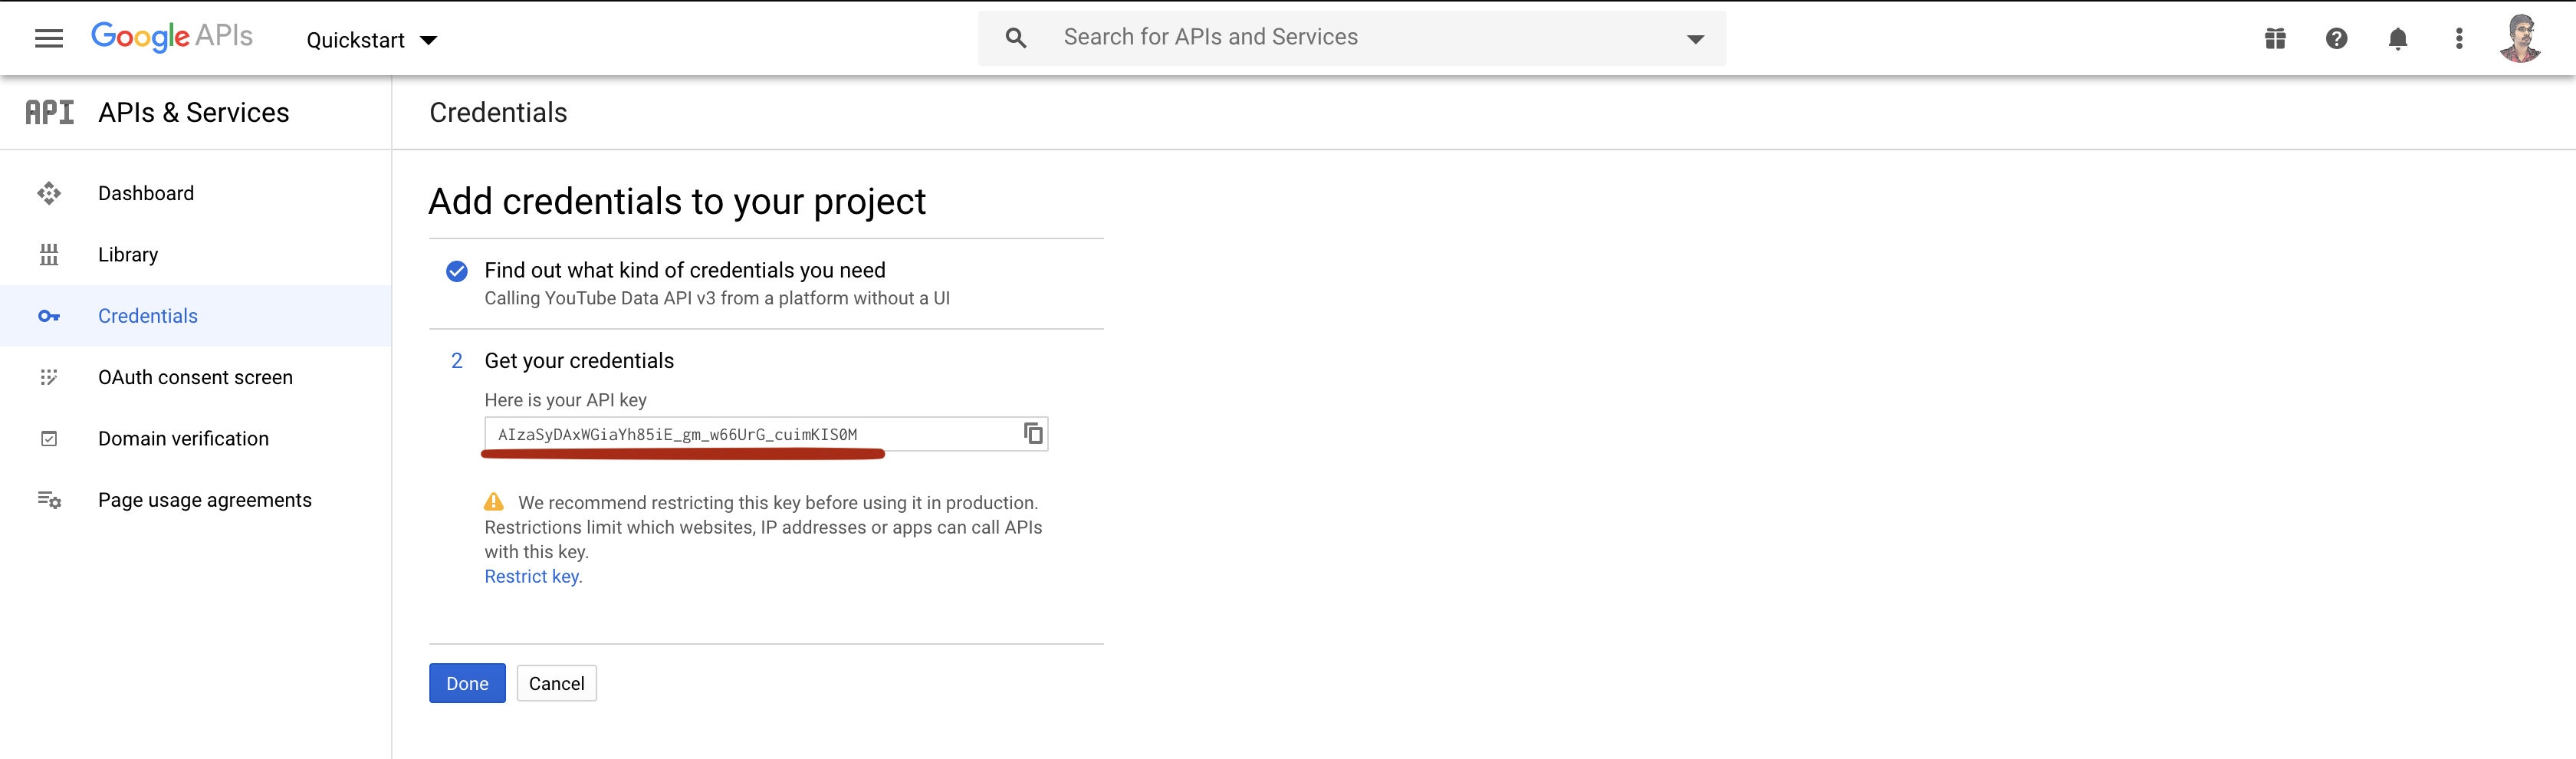 Google APIs
Quickstart
Search for APIs and Services
API APIs & Services
Credentials
Dashboard
Library
Credentials
OAuth consent screen
Domain verification
Page usage agreements
Add credentials to your project
Find out what kind of credentials you need
Calling YouTube Data API v3 from a platform without a UI
2 Get your credentials
Here is your API key
AIzaSyDAxWGiaYh85iE_gm_w66UrG_cuimKIS0M
We recommend restricting this key before using it in production.
Restrictions limit which websites, IP addresses or apps can call APIs
with this key.
Restrict key.
Done
Cancel